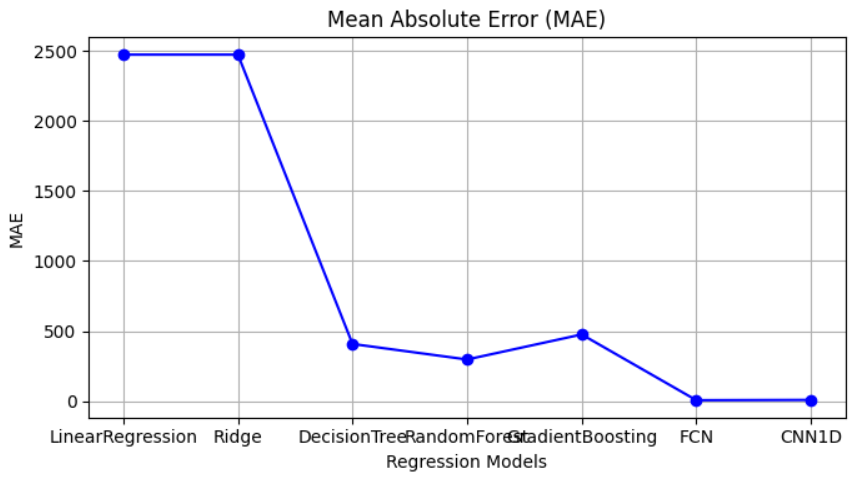 Mean Absolute Error (MAE)
2500
2000
1500
1000
500
0
MAE
LinearRegression Ridge DecisionTree RandomForest GradientBoosting FCN CNN1D
Regression Models